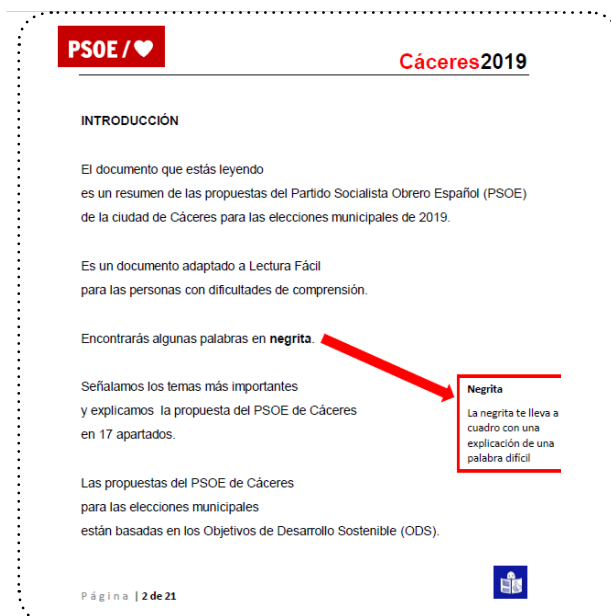 PSOE /
Cáceres2019
INTRODUCCIÓN
El documento que estás leyendo
es un resumen de las propuestas del Partido Socialista Obrero Español (PSOE)
de la ciudad de Cáceres para las elecciones municipales de 2019.
Es un documento adaptado a Lectura Fácil
para las personas con dificultades de comprensión.
Encontrarás algunas palabras en negrita.
Señalamos los temas más importantes
y explicamos la propuesta del PSOE de Cáceres
en 17 apartados.
Negrita
La negrita te lleva a
cuadro con una
explicación de una
palabra difícil
Las propuestas del PSOE de Cáceres
para las elecciones municipales
están basadas en los Objetivos de Desarrollo Sostenible (ODS).
Página | 2 de 21